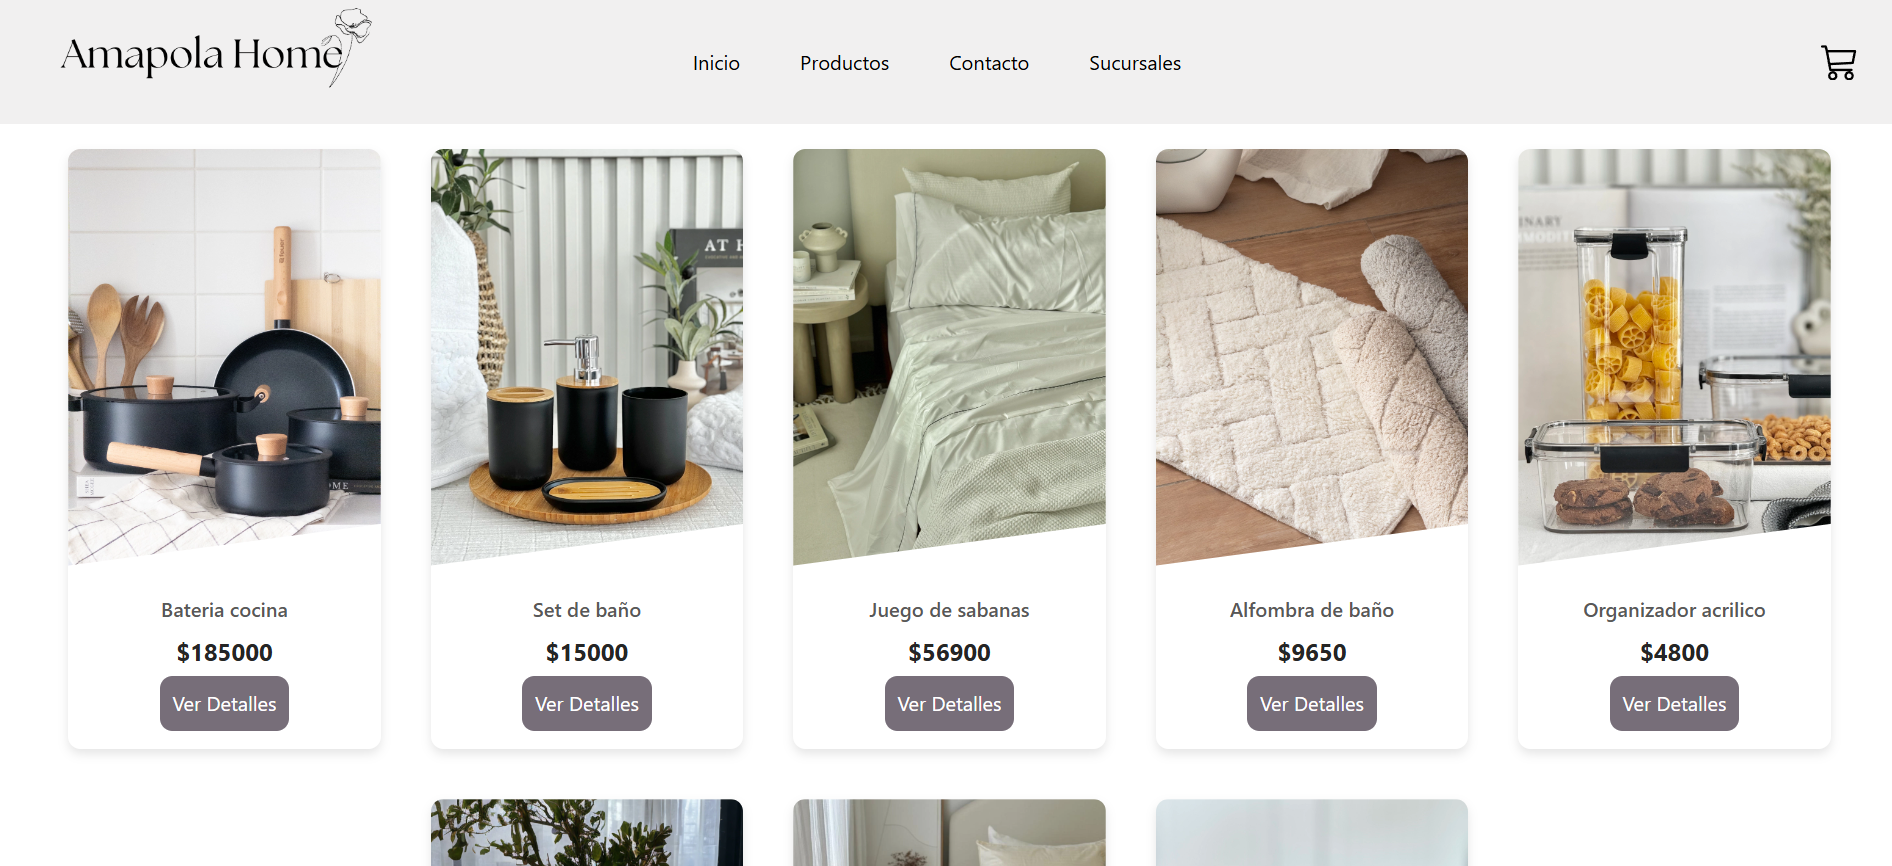 Amapola Home
Inicio
Productos
Contacto
Sucursales
AT H
Bateria cocina
$185000
Ver Detalles
Set de baño
$15000
Ver Detalles
Juego de sabanas
$56900
Ver Detalles
Alfombra de baño
$9650
Ver Detalles
Organizador acrilico
$4800
Ver Detalles